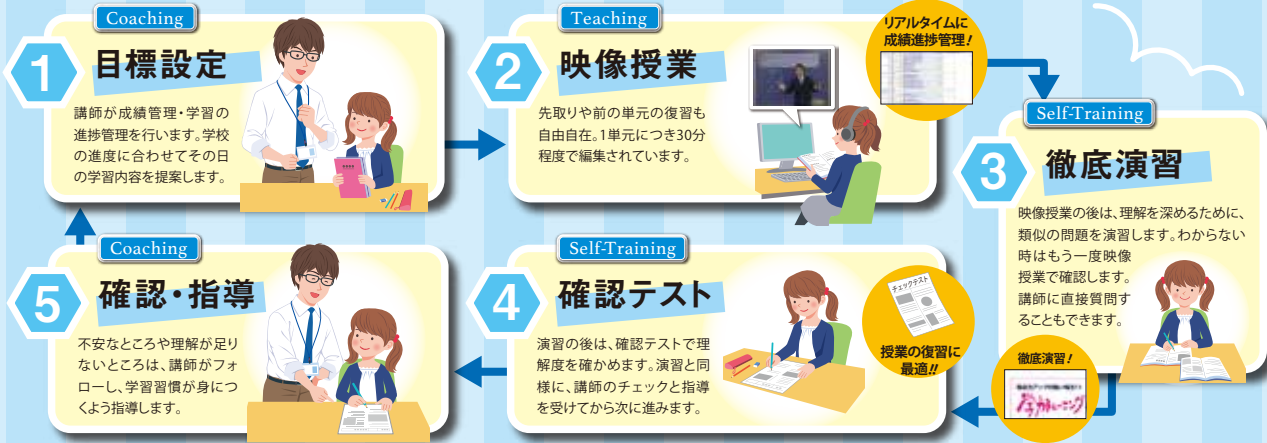 Coaching
1
目標設定
講師が成績管理・学習の
進捗管理を行います。学校
の進度に合わせてその日
の学習内容を提案します。
Teaching
2
映像授業
先取りや前の単元の復習も
自由自在。1単元につき30分
程度で編集されています。
リアルタイムに
成績進捗管理!
Self-Training
3
徹底演習
映像授業の後は、理解を深めるために、
類似の問題を演習します。わからない
時はもう一度映像
授業で確認します。
講師に直接質問す
ることもできます。
徹底演習!
Self-Training
4
確認テスト
演習の後は、確認テストで理
解度を確かめます。演習と同
様に、講師のチェックと指導
を受けてから次に進みます。
チェックテスト
授業の復習に
最適!!
Coaching
5
確認・指導
不安なところや理解が足り
ないところは、講師がフォ
ローし、学習習慣が身につ
くよう指導します。